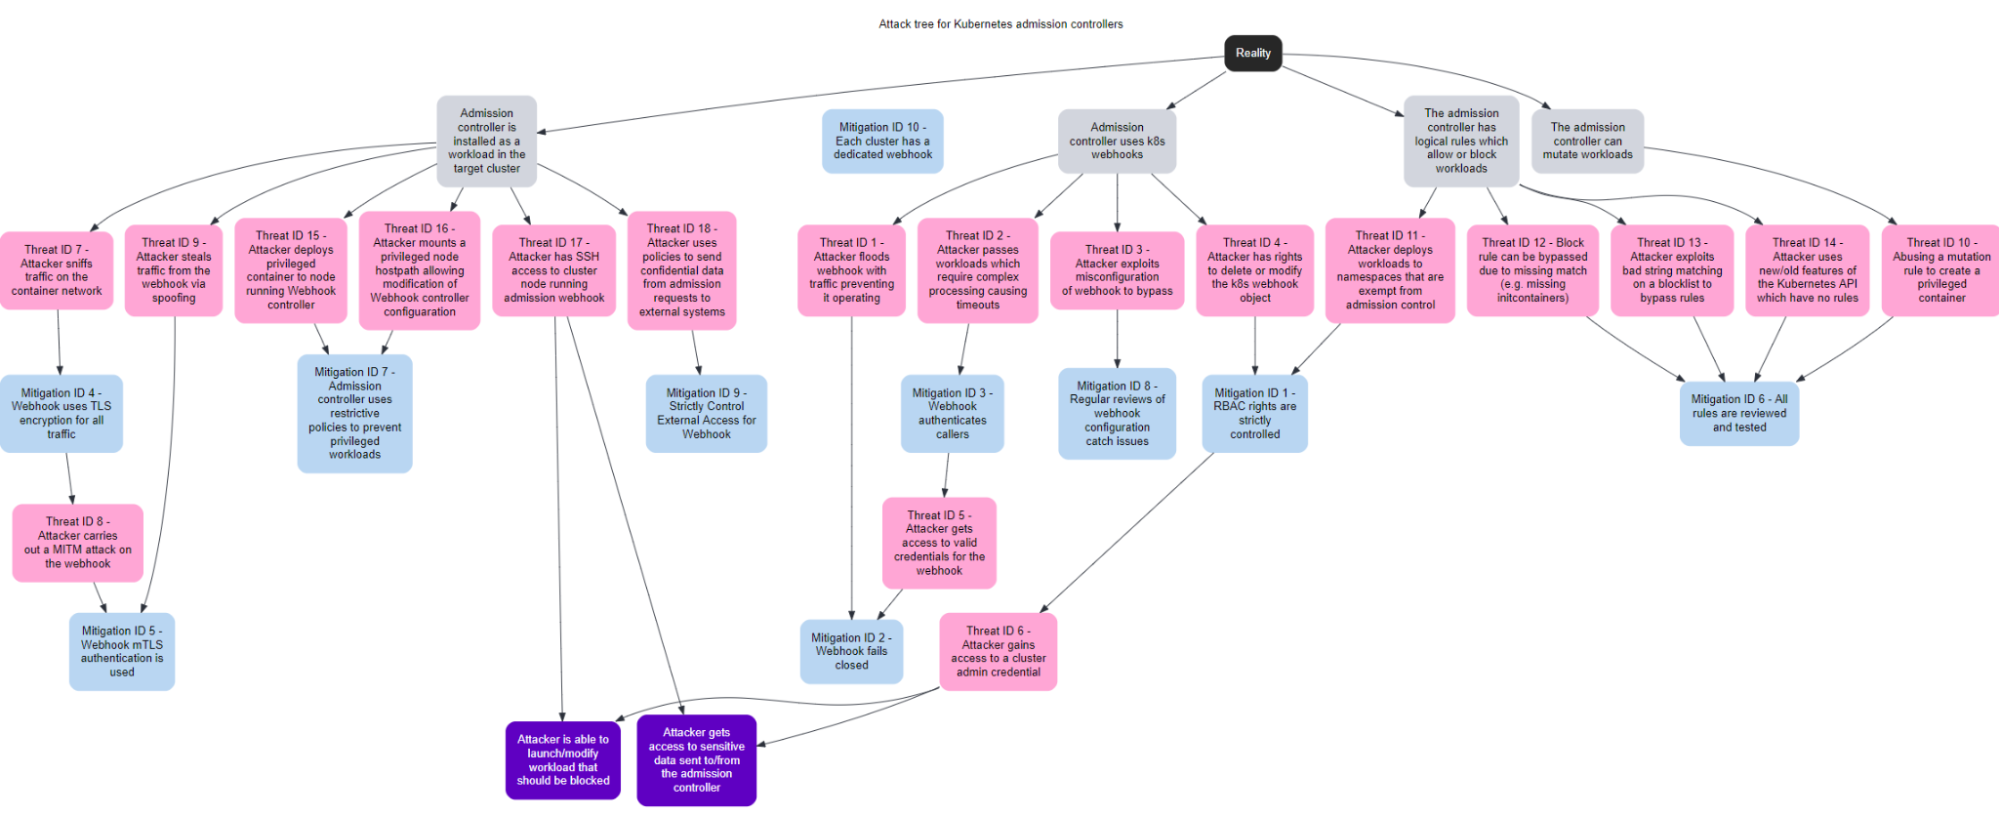 Attack tree for Kubernetes admission controllers
Reality
Admission
controller is
installed as a
workload in the
target cluster
Mitigation ID 10 -
Each cluster has a
dedicated webhook
Admission
controller uses k8s
webhooks
The admission
controller has
logical rules which
allow or block
workloads
The admission
controller can
mutate workloads
Threat ID 7 -
Attacker sniffs
traffic on the
container network
Threat ID 9 -
Attacker steals
traffic from the
webhook via
spoofing
Threat ID 15 -
Attacker deploys
privileged
container to node
running Webhook
controller
Threat ID 16 -
Attacker mounts a
privileged node
hostpath allowing
modification of
Webhook controller
configuaration
Threat ID 17 -
Attacker has SSH
access to cluster
node running
admission webhook
Threat ID 18 -
Attacker uses
policies to send
confidential data
from admission
requests to
external systems
Threat ID 1 -
Attacker floods
webhook with
traffic preventing
it operating
Threat ID 2 -
Attacker passes
workloads which
require complex
processing causing
timeouts
Threat ID 3 -
Attacker exploits
misconfiguration
of webhook to bypass
Threat ID 4 -
Attacker has rights
to delete or modify
the k8s webhook
object
Threat ID 11 -
Attacker deploys
workloads to
namespaces that are
exempt from
admission control
Threat ID 12 - Block
rule can be bypassed
due to missing match
(e.g. missing
initcontainers)
Threat ID 13 -
Attacker exploits
bad string matching
on a blocklist to
bypass rules
Threat ID 14 -
Attacker uses
new/old features of
the Kubernetes API
which have no rules
Threat ID 10 -
Abusing a mutation
rule to create a
privileged
container
Mitigation ID 4 -
Webhook uses TLS
encryption for all
traffic
Mitigation ID 7 -
Admission
controller uses
restrictive
policies to prevent
privileged
workloads
Mitigation ID 9 -
Strictly Control
External Access for
Webhook
Mitigation ID 3 -
Webhook
authenticates
callers
Mitigation ID 8 -
Regular reviews of
webhook
configuration
catch issues
Mitigation ID 1 -
RBAC rights are
strictly
controlled
Mitigation ID 6 - All
rules are reviewed
and tested
Threat ID 8 -
Attacker carries
out a MITM attack on
the webhook
Threat ID 5 -
Attacker gets
access to valid
credentials for the
webhook
Mitigation ID 5 -
Webhook mTLS
authentication is
used
Mitigation ID 2 -
Webhook fails
closed
Threat ID 6 -
Attacker gains
access to a cluster
admin credential
Attacker is able to
launch/modify
workload that
should be blocked
Attacker gets
access to sensitive
data sent to/from
the admission
controller